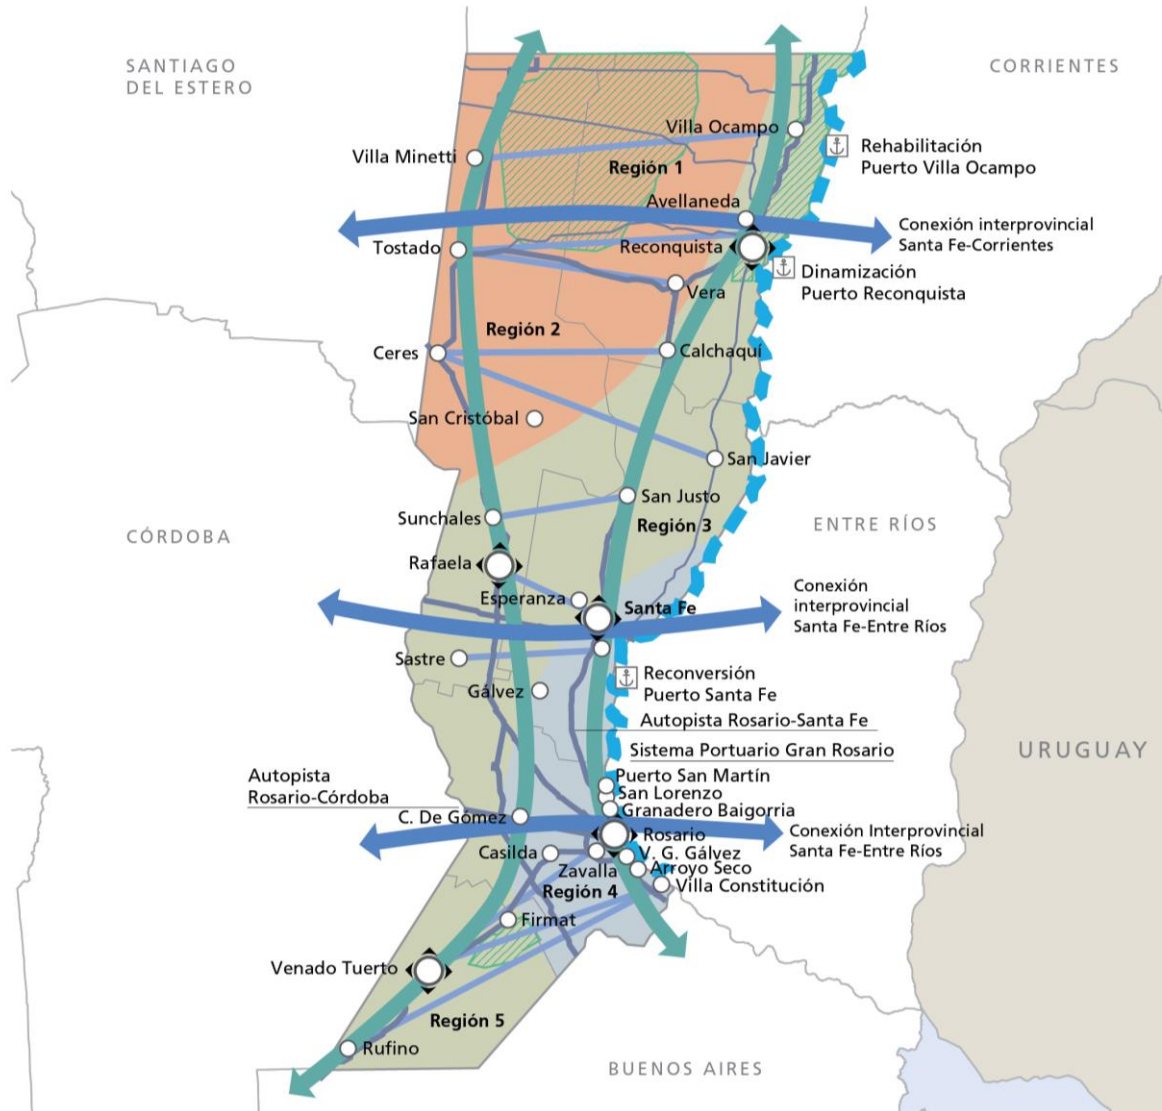 SANTIAGO
DEL ESTERO
CORRIENTES
Villa Ocampo
Rehabilitación
Puerto Villa Ocampo
Villa Minetti
Región 1
Avellaneda
Conexión interprovincial
Santa Fe-Corrientes
Tostado
Reconquista
Dinamización
Puerto Reconquista
Vera
Región 2
Ceres
Calchaquí
San Cristóbal
San Javier
San Justo
Sunchales
Región 3
ENTRE RÍOS
CÓRDOBA
Rafaela
Esperanza
Santa Fe
Conexión
interprovincial
Santa Fe-Entre Ríos
Sastre
Reconversión
Puerto Santa Fe
Gálvez
Autopista Rosario-Santa Fe
Sistema Portuario Gran Rosario
URUGUAY
Autopista
Rosario-Córdoba
Puerto San Martín
San Lorenzo
Granadero Baigorria
C. De Gómez
Rosario
Conexión Interprovincial
Santa Fe-Entre Ríos
Casilda
V. G. Gálvez
Zavalla
Arroyo Seco
Villa Constitución
Región 4
Firmat
Venado Tuerto
Región 5
Rufino
BUENOS AIRES